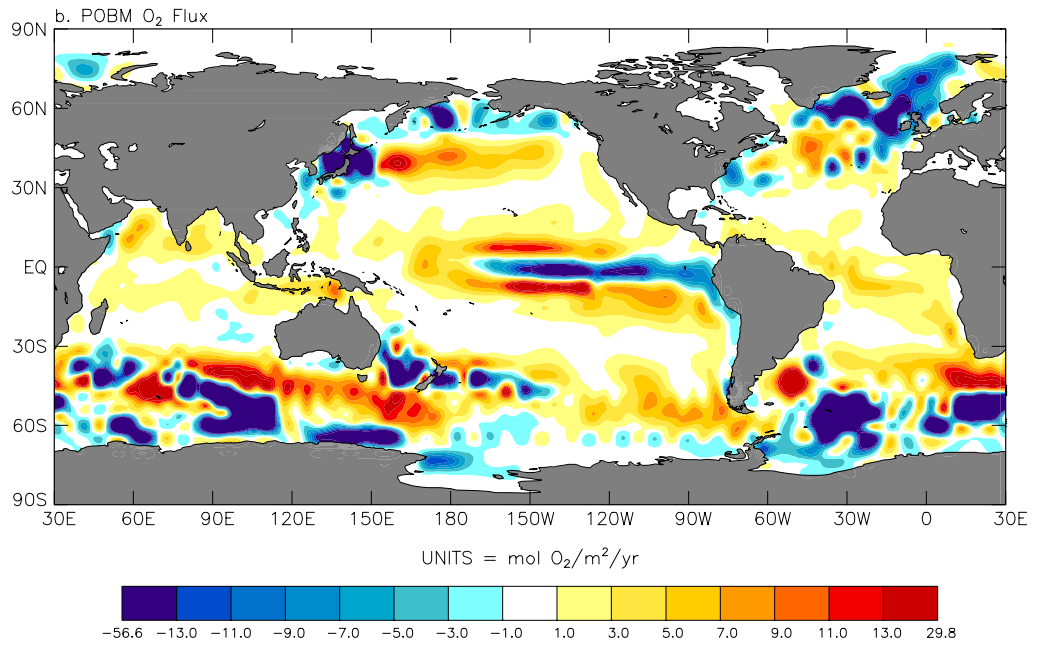 b. POBM O₂ Flux
90N
60N
30N
EQ
30S
60S
90S
30E 60E 90E 120E 150E 180 150W 120W 90W 60W 30W 0 30E
UNITS = mol O₂/m²/yr
−56.6 −13.0 −11.0 −9.0 −7.0 −5.0 −3.0 −1.0 1.0 3.0 5.0 7.0 9.0 11.0 13.0 29.8